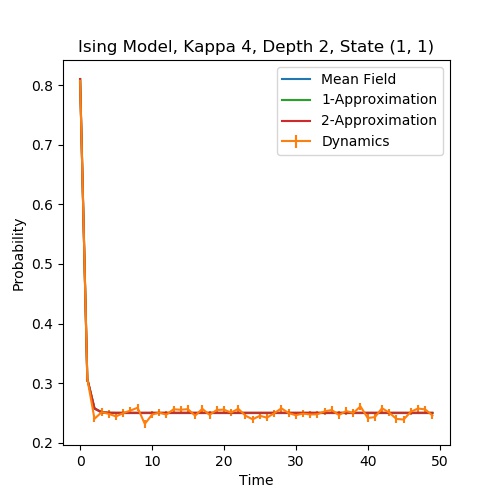 Ising Model, Kappa 4, Depth 2, State (1, 1)
Mean Field
1-Approximation
2-Approximation
Dynamics
Probability
0.8
0.7
0.6
0.5
0.4
0.3
0.2
0 10 20 30 40 50
Time